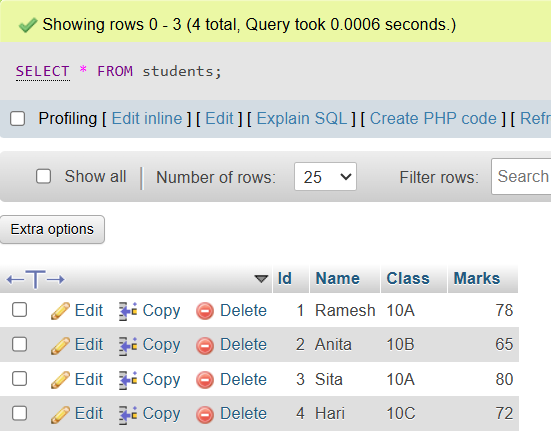 Showing rows 0 - 3 (4 total, Query took 0.0006 seconds.)
SELECT * FROM students;
Profiling [ Edit inline ] [ Edit ] [ Explain SQL ] [ Create PHP code ] [ Refr
Show all Number of rows: 25 Filter rows: Search
Extra options
Id Name Class Marks
Edit Copy Delete 1 Ramesh 10A 78
Edit Copy Delete 2 Anita 10B 65
Edit Copy Delete 3 Sita 10A 80
Edit Copy Delete 4 Hari 10C 72